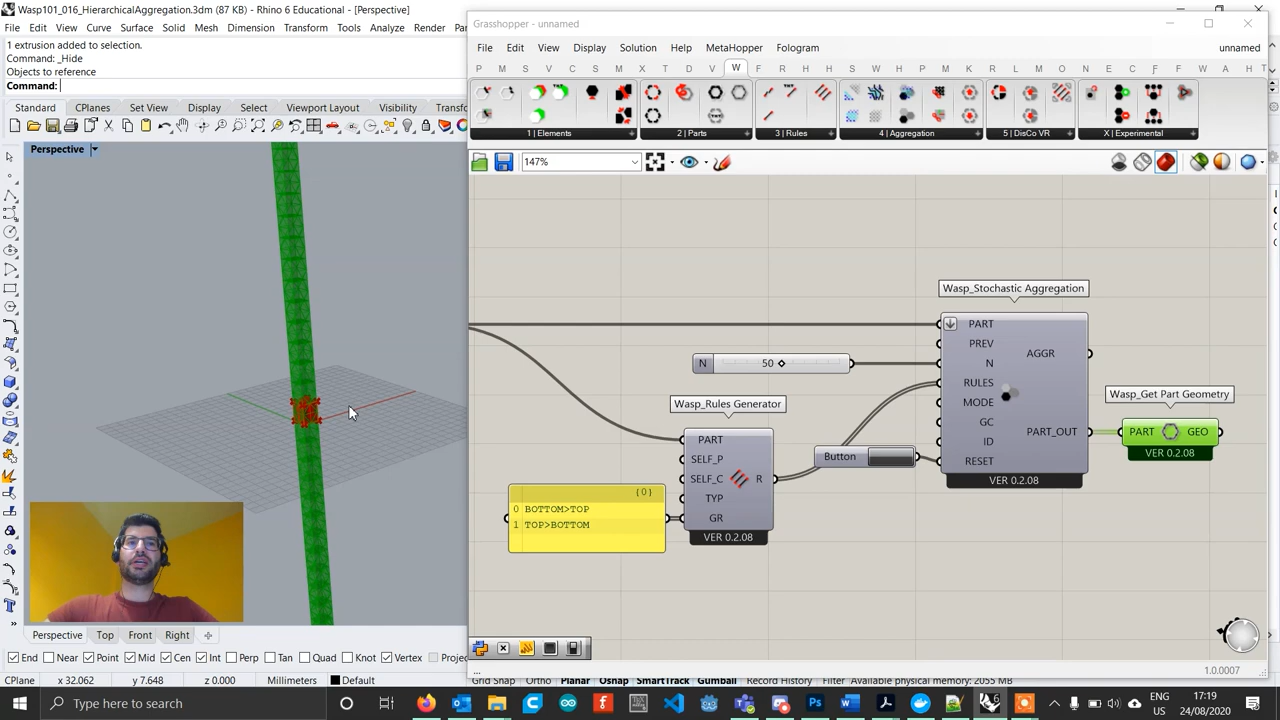 Wasp101_016_HierarchicalAggregation.3dm (87 KB) - Rhino 6 Educational - [Perspective]
File Edit View Curve Surface Solid Mesh Dimension Transform Tools Analyze Render
1 extrusion added to selection.
Command: _Hide
Objects to reference
Command:
Standard CPlanes Set View Display Select Viewport Layout Visibility Transfo
Perspective
Grasshopper - unnamed
File Edit View Display Solution Help MetaHopper Fologram unnamed
P M S V C S I M X T D V W F R H S W A H R L M N T F W A H
1 | Elements 2 | Parts 3 | Rules 4 | Aggregation 5 | DisCo VR X | Experimental
147%
Wasp_Stochastic Aggregation
PART
PREV
N
RULES
MODE
GC
ID
RESET
AGGR
PART_OUT
VER 0.2.08
N 50
Wasp_Rules Generator
PART
SELF_P
SELF_C
TYP
GR
R
VER 0.2.08
Button
{0}
0 BOTTOM>TOP
1 TOP>BOTTOM
Wasp_Get Part Geometry
PART GEO
VER 0.2.08
1.0.0007
Perspective Top Front Right
End Near Point Mid Cen Int Perp Tan Quad Knot Vertex Projec
CPlane x 32.062 y 7.648 z 0.000 Millimeters Default Grid Snap Ortho Planar Osnap SmartTrack Gumball Record History Filter Available physical memory: 2055 MB
Type here to search
ENG
US
17:19
24/08/2020